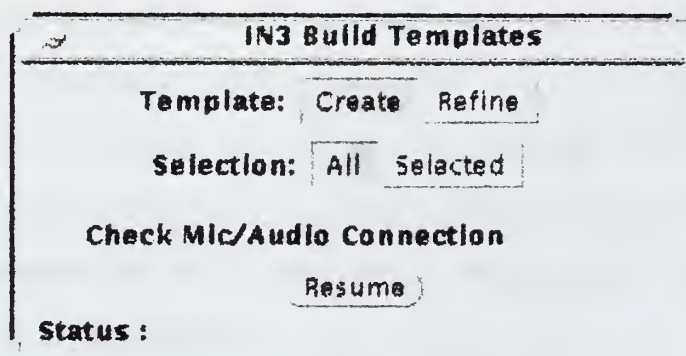 IN3 Build Templates
Template: Create Refine
Selection: All Selected
Check Mic/Audio Connection
Resume
Status :